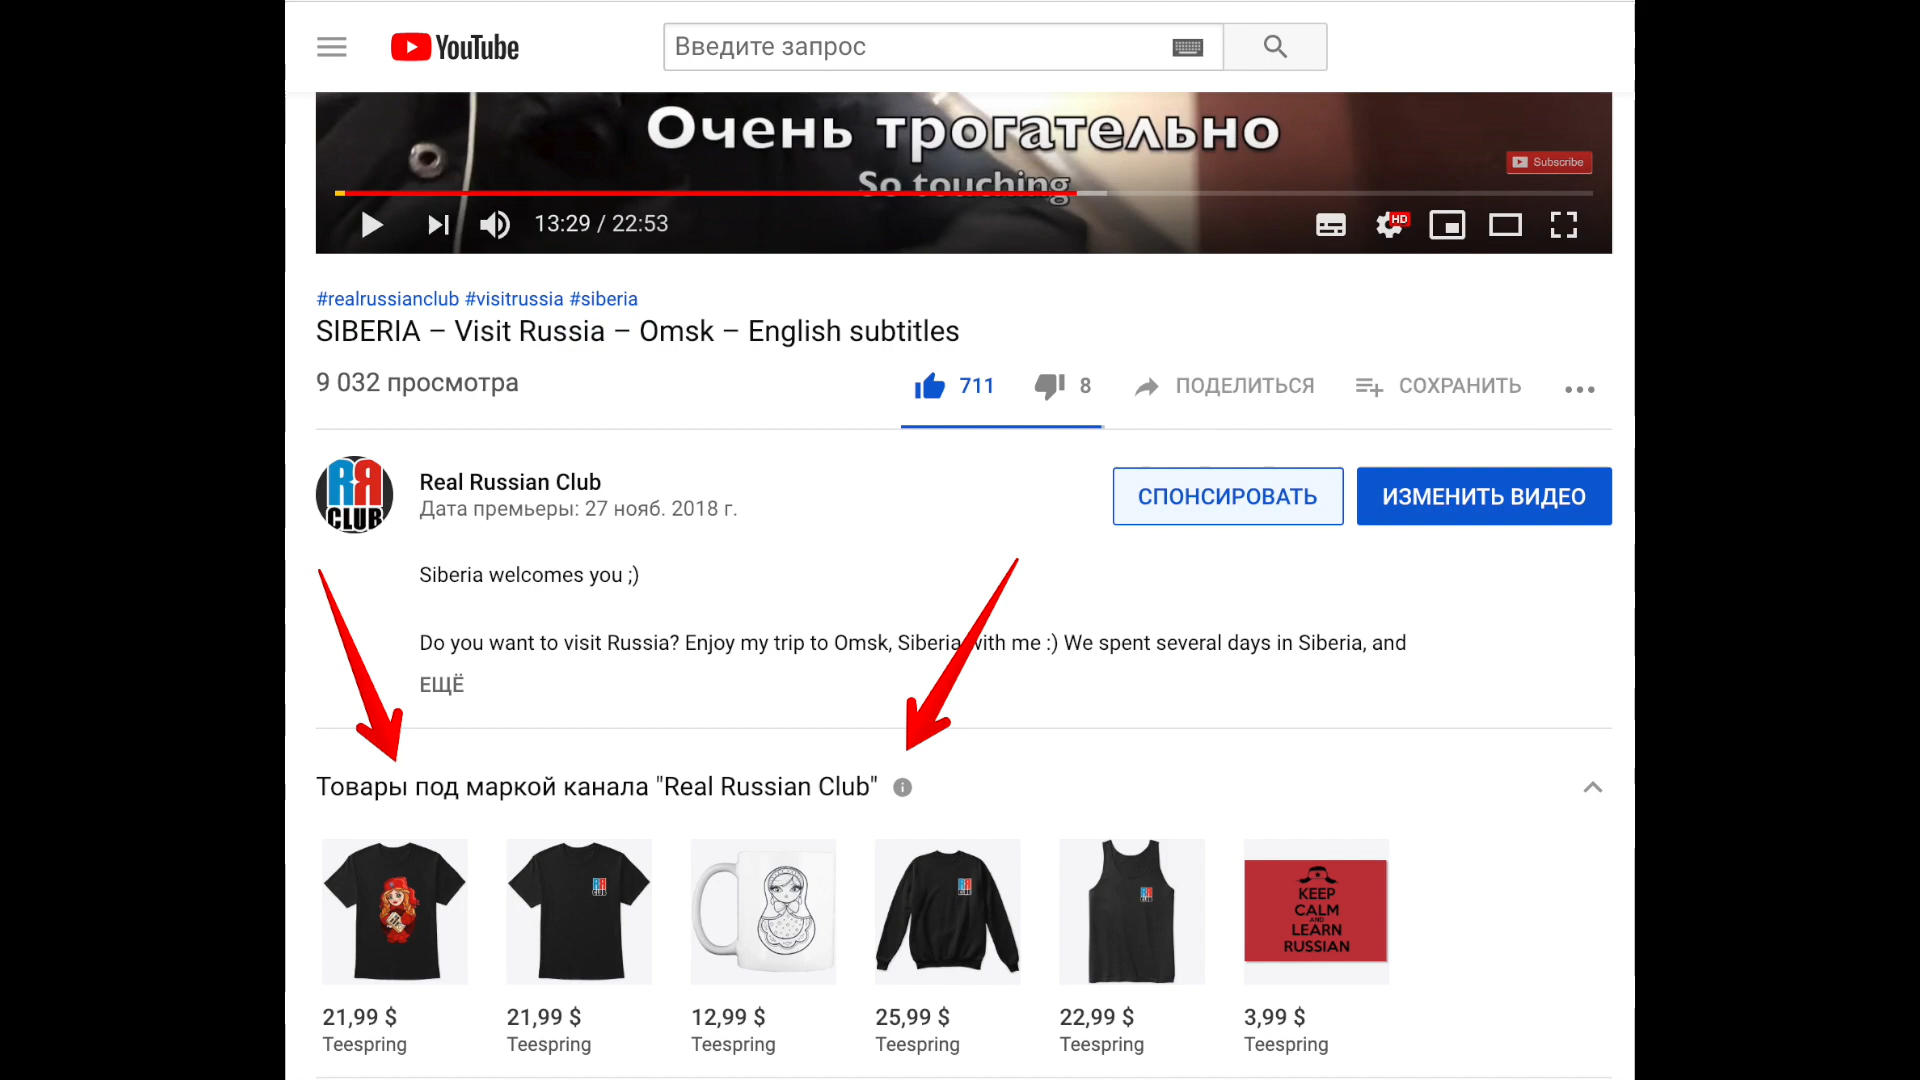 YouTube
Введите запрос
Очень трогательно
So touching
Subscribe
13:29 / 22:53
HD
#realrussianclub #visitrussia #siberia
SIBERIA – Visit Russia – Omsk – English subtitles
9 032 просмотра
711
8
ПОДЕЛИТЬСЯ
СОХРАНИТЬ
RЯ
CLUB
Real Russian Club
Дата премьеры: 27 нояб. 2018 г.
СПОНСИРОВАТЬ
ИЗМЕНИТЬ ВИДЕО
Siberia welcomes you ;)
Do you want to visit Russia? Enjoy my trip to Omsk, Siberia with me :) We spent several days in Siberia, and
ЕЩЁ
Товары под маркой канала "Real Russian Club"
KEEP
CALM
AND
LEARN
RUSSIAN
21,99 $
Teespring
21,99 $
Teespring
12,99 $
Teespring
25,99 $
Teespring
22,99 $
Teespring
3,99 $
Teespring